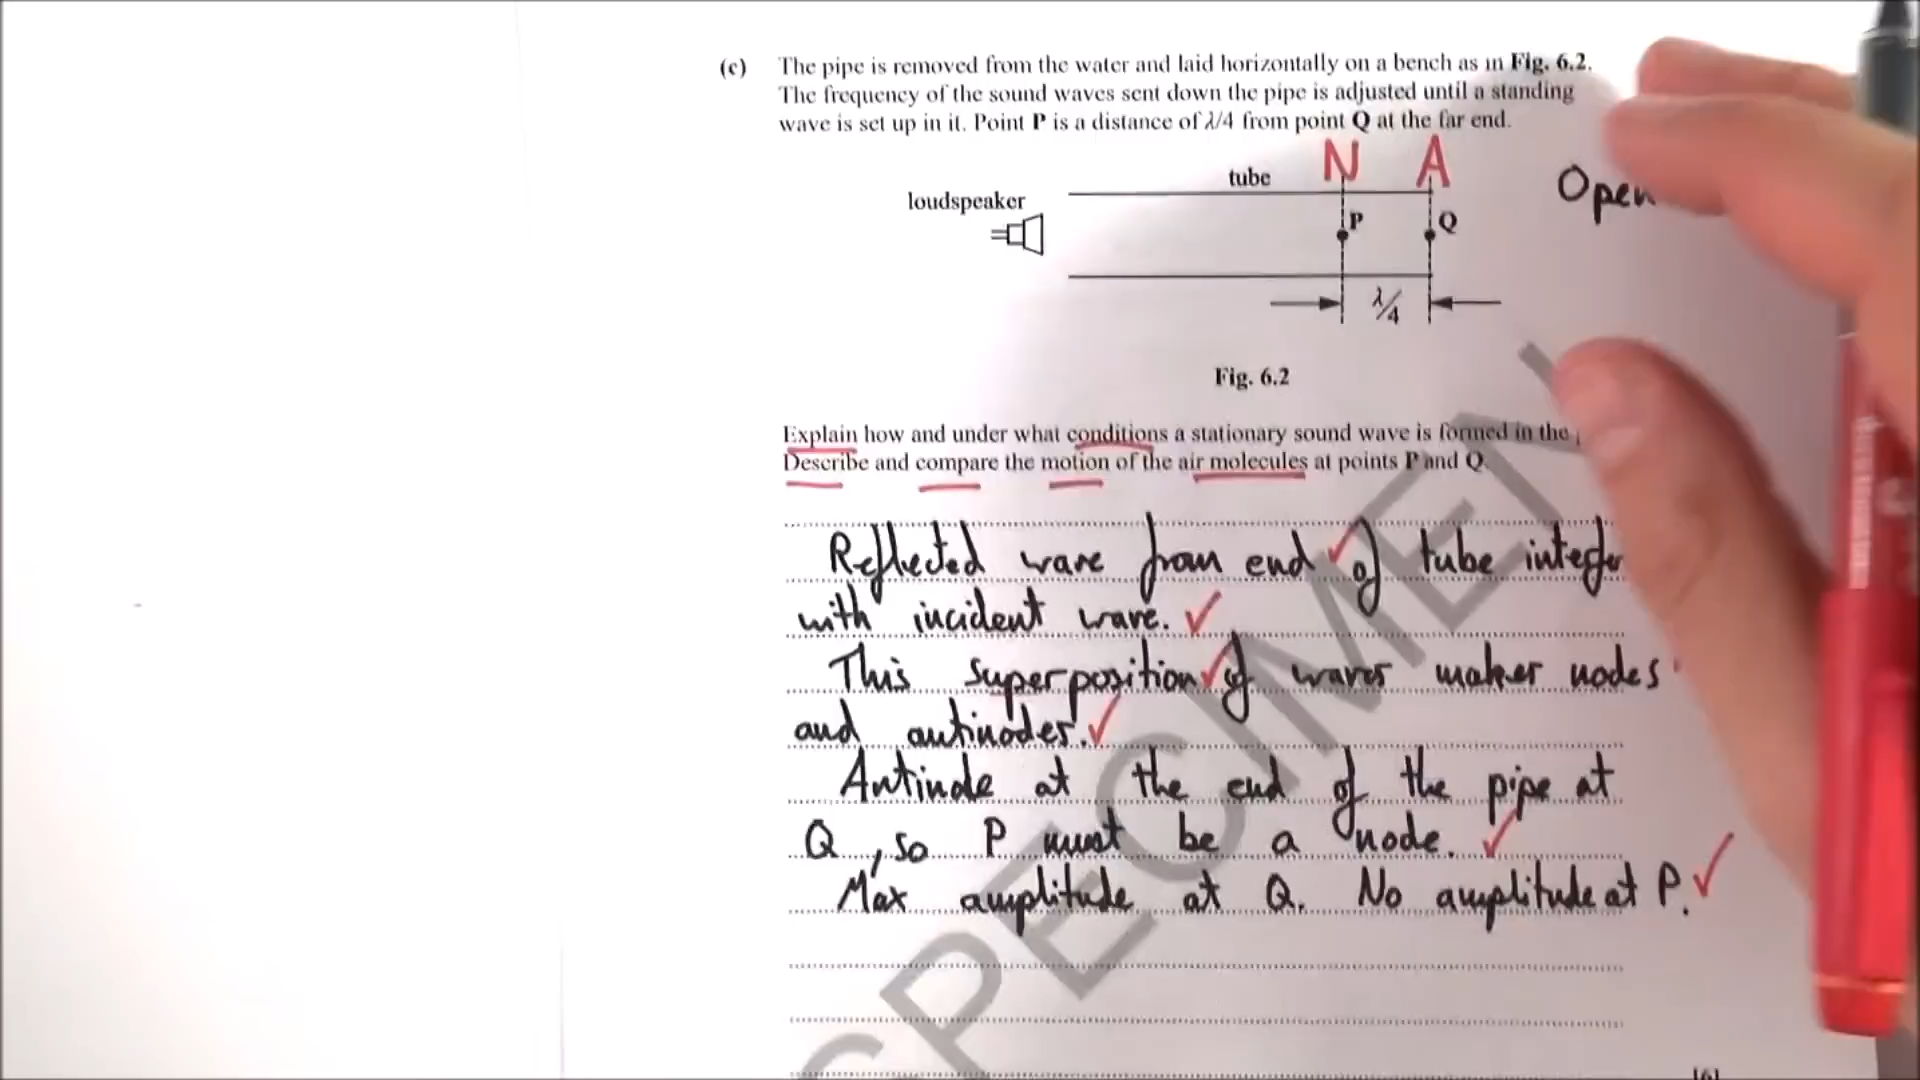 (c) The pipe is removed from the water and laid horizontally on a bench as in Fig. 6.2.
The frequency of the sound waves sent down the pipe is adjusted until a standing
wave is set up in it. Point P is a distance of λ/4 from point Q at the far end.
N A
tube
Open
loudspeaker
P Q
λ/4
Fig. 6.2
Explain how and under what conditions a stationary sound wave is formed in the
Describe and compare the motion of the air molecules at points P and Q.
Reflected wave from end of tube interfer
with incident wave.
This superposition of waves makes nodes
and antinodes.
Antinode at the end of the pipe at
Q, so P must be a node.
Max amplitude at Q. No amplitude at P.
SPECIMEN
[6]